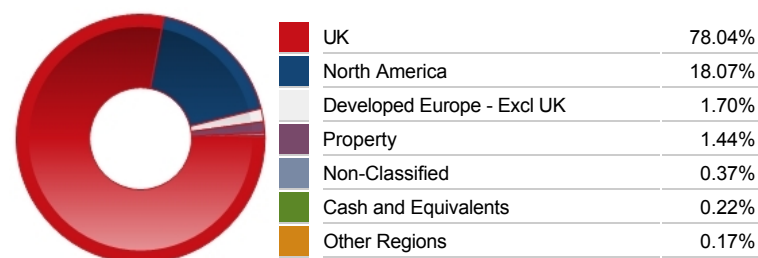 UK 78.04%
North America 18.07%
Developed Europe - Excl UK 1.70%
Property 1.44%
Non-Classified 0.37%
Cash and Equivalents 0.22%
Other Regions 0.17%